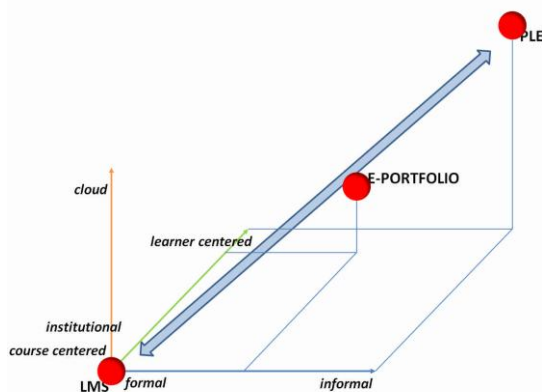 PLE
E-PORTFOLIO
cloud
learner centered
institutional
course centered
LMS
formal
informal